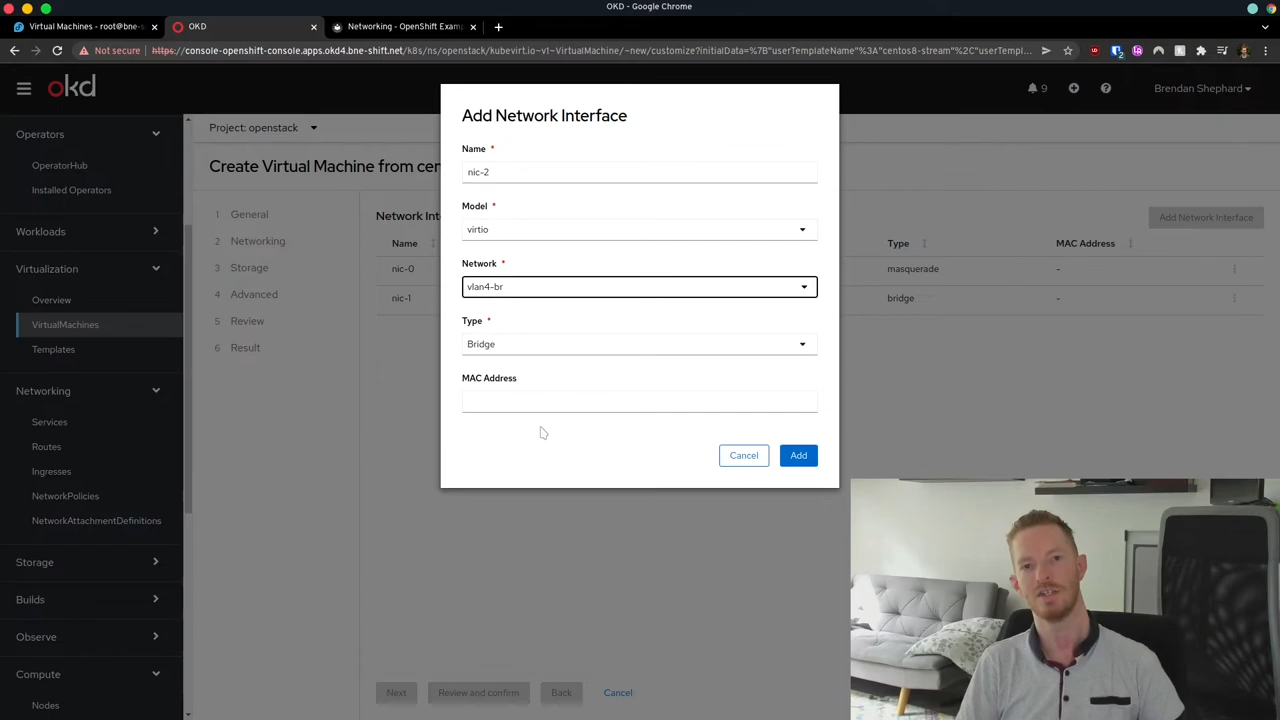 OKD - Google Chrome
Virtual Machines - root@bne-s
OKD
Networking - OpenShift Exam
Not secure
https://console-openshift-console.apps.okd4.bne-shift.net/k8s/ns/openstack/kubevirt.io~v1~VirtualMachine/~new/customize?initialData=%7B"userTemplateName"%3A"centos8-stream"%2C"userTem...
okd
9
Brendan Shephard
Operators
OperatorHub
Installed Operators
Workloads
Virtualization
Overview
VirtualMachines
Templates
Networking
Services
Routes
Ingresses
NetworkPolicies
NetworkAttachmentDefinitions
Storage
Builds
Observe
Compute
Nodes
Project: openstack
Create Virtual Machine from cen
1 General
2 Networking
3 Storage
4 Advanced
5 Review
6 Result
Network Int
Add Network Interface
Name Type MAC Address
nic-0 masquerade -
nic-1 bridge -
Add Network Interface
Name *
nic-2
Model *
virtio
Network *
vlan4-br
Type *
Bridge
MAC Address
Cancel Add
Next Review and confirm Back Cancel